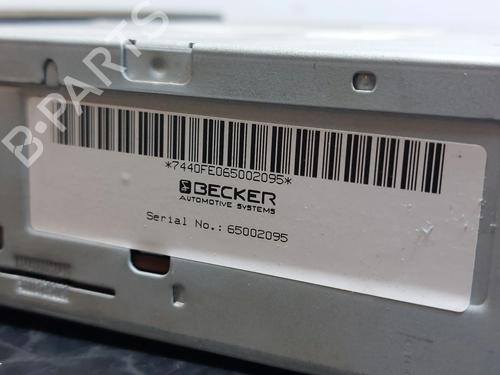 B-PARTS
*7440FE065002095*
BECKER
AUTOMOTIVE SYSTEMS
Serial No.: 65002095